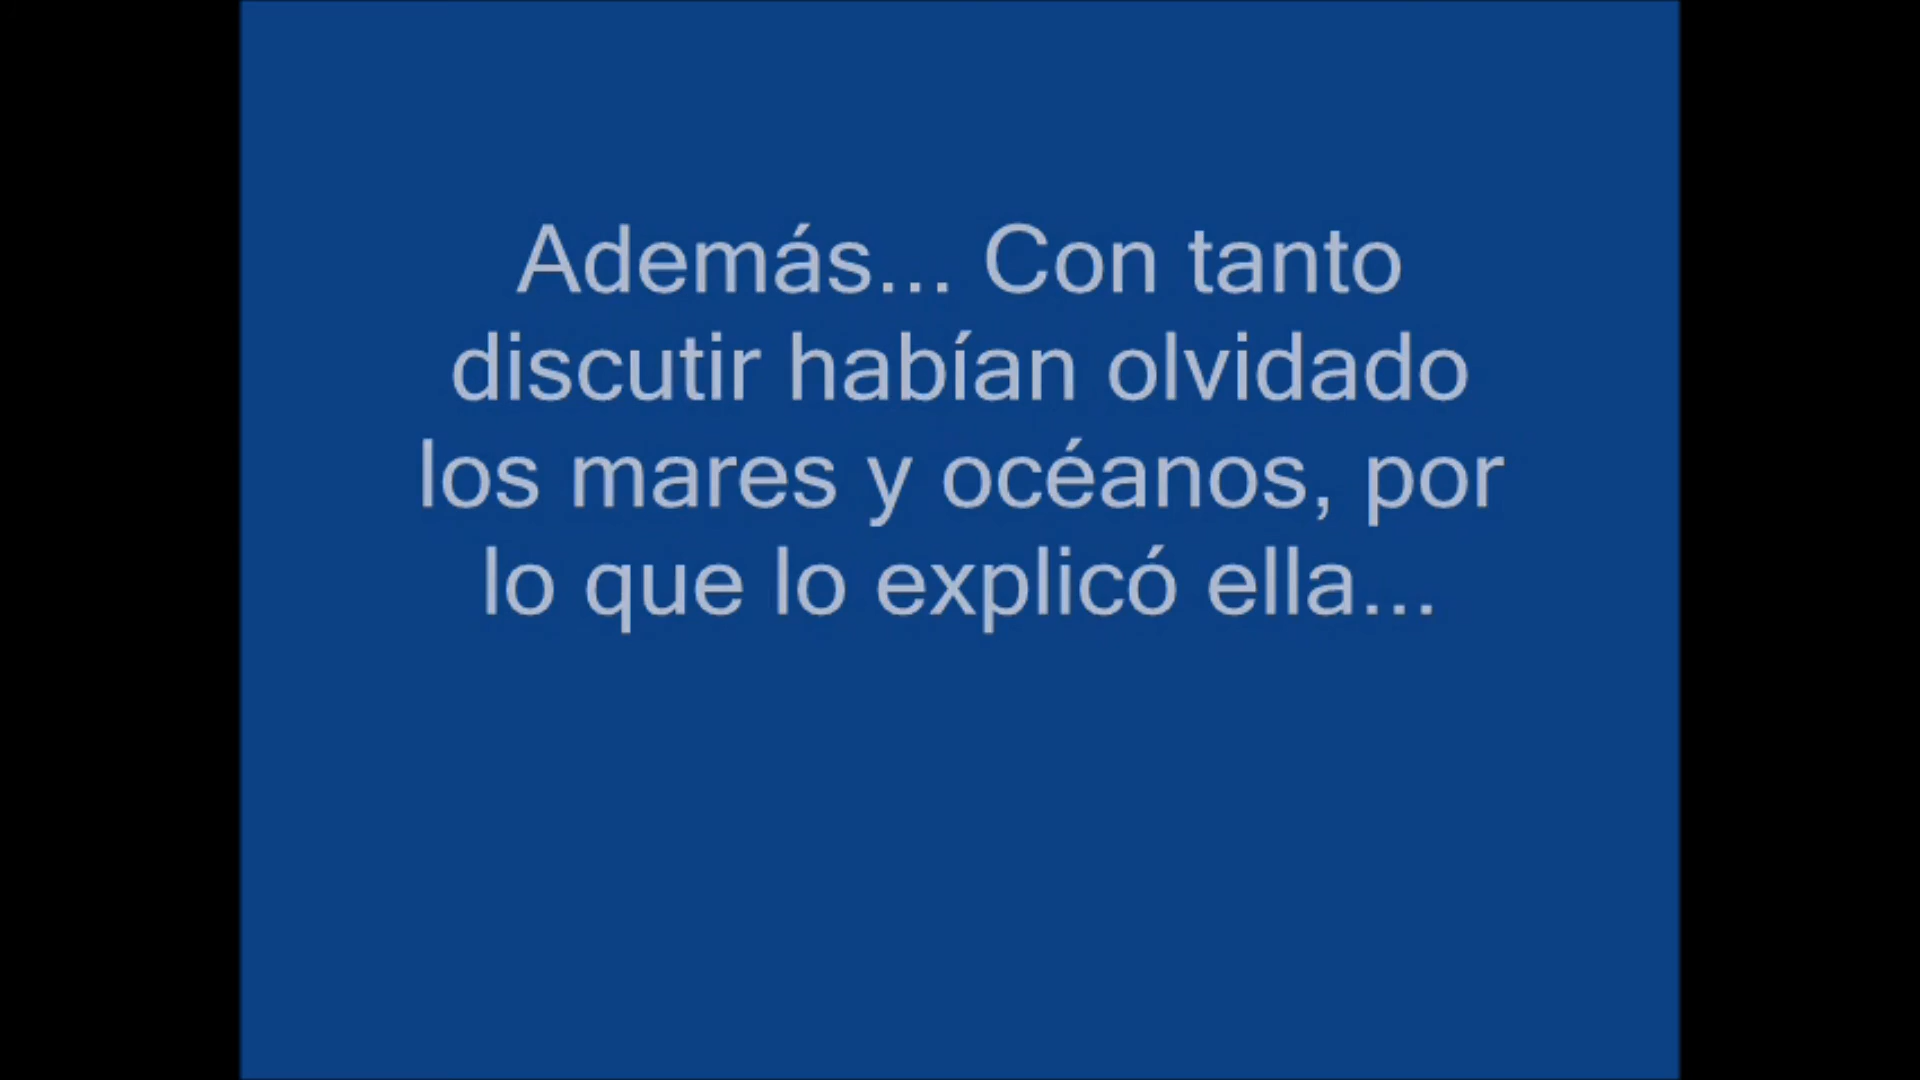 Además... Con tanto
discutir habían olvidado
los mares y océanos, por
lo que lo explicó ella...